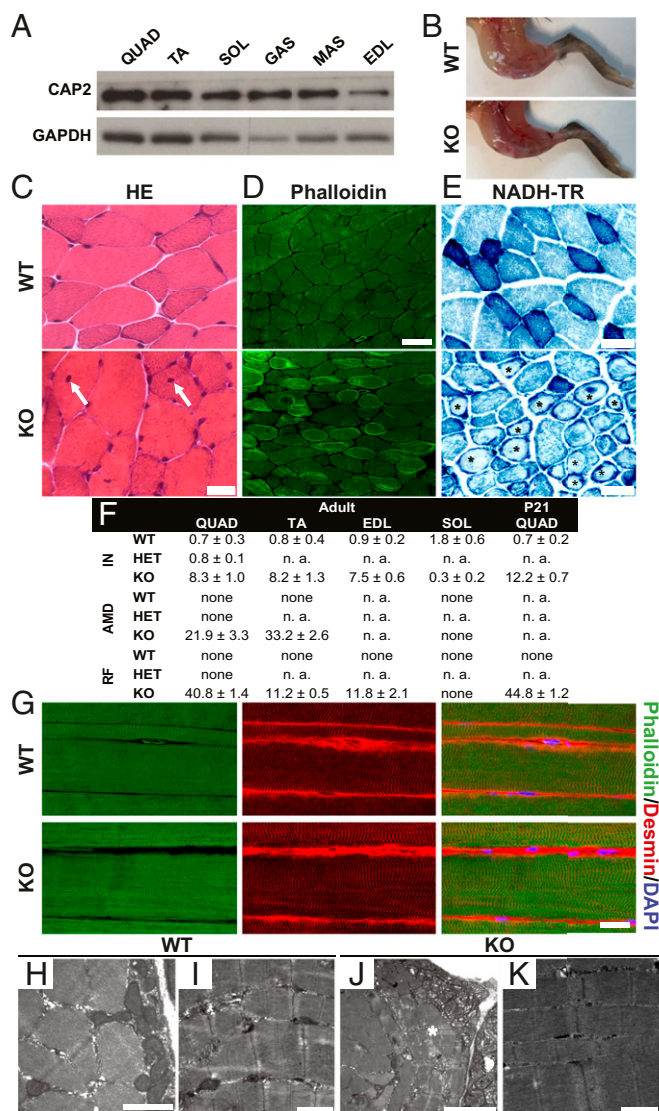 A
QUAD TA SOL GAS MAS EDL
CAP2
GAPDH
B
WT
KO
C HE
D Phalloidin
E NADH-TR
WT
KO
* * * * * * * * *
F Adult P21
QUAD TA EDL SOL QUAD
IN
WT 0.7 ± 0.3 0.8 ± 0.4 0.9 ± 0.2 1.8 ± 0.6 0.7 ± 0.2
HET 0.8 ± 0.1 n. a. n. a. n. a. n. a.
KO 8.3 ± 1.0 8.2 ± 1.3 7.5 ± 0.6 0.3 ± 0.2 12.2 ± 0.7
AMD
WT none none n. a. none n. a.
HET none n. a. n. a. none n. a.
KO 21.9 ± 3.3 33.2 ± 2.6 n. a. none n. a.
RF
WT none none none none none
HET none n. a. n. a. n. a. n. a.
KO 40.8 ± 1.4 11.2 ± 0.5 11.8 ± 2.1 none 44.8 ± 1.2
G
WT
KO
Phalloidin/Desmin/DAPI
WT KO
H I J K
*